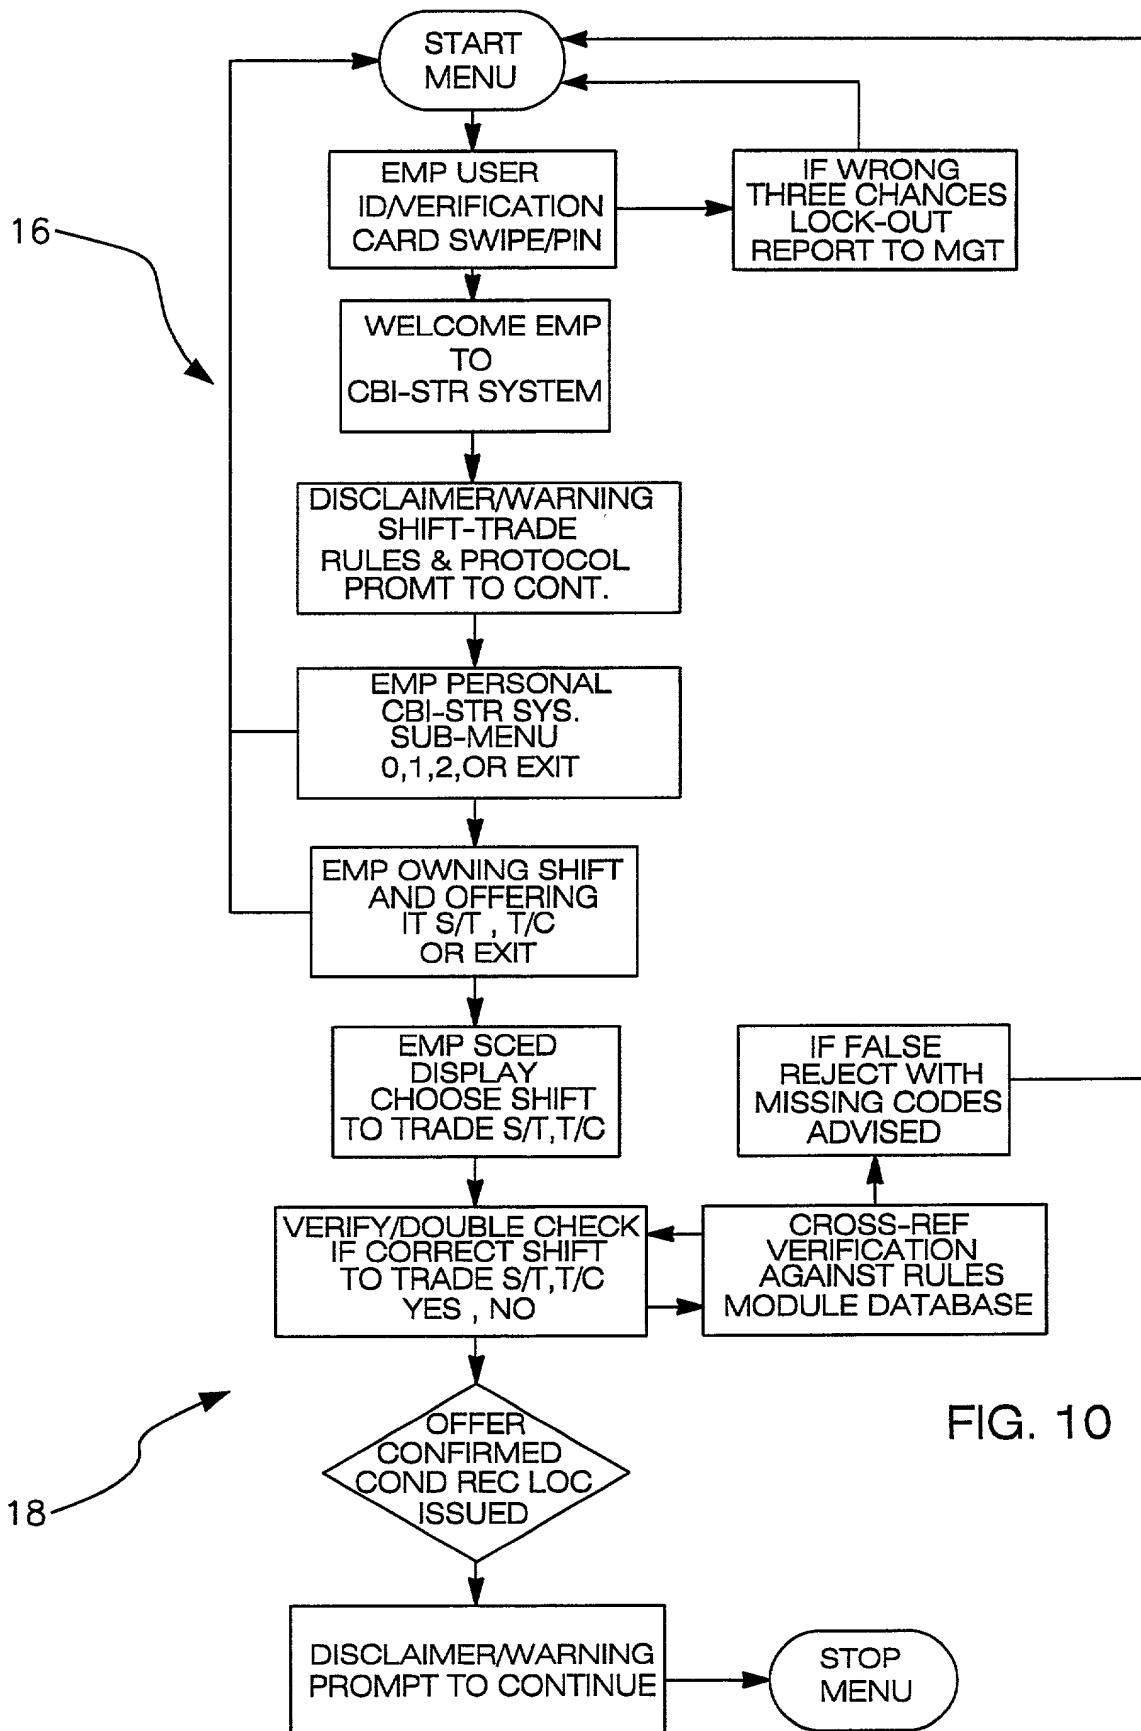 START
MENU
EMP USER
ID/VERIFICATION
CARD SWIPE/PIN
IF WRONG
THREE CHANCES
LOCK-OUT
REPORT TO MGT
16
WELCOME EMP
TO
CBI-STR SYSTEM
DISCLAIMER/WARNING
SHIFT-TRADE
RULES & PROTOCOL
PROMT TO CONT.
EMP PERSONAL
CBI-STR SYS.
SUB-MENU
0,1,2,OR EXIT
EMP OWNING SHIFT
AND OFFERING
IT S/T , T/C
OR EXIT
EMP SCED
DISPLAY
CHOOSE SHIFT
TO TRADE S/T,T/C
IF FALSE
REJECT WITH
MISSING CODES
ADVISED
VERIFY/DOUBLE CHECK
IF CORRECT SHIFT
TO TRADE S/T,T/C
YES , NO
CROSS-REF
VERIFICATION
AGAINST RULES
MODULE DATABASE
OFFER
CONFIRMED
COND REC LOC
ISSUED
FIG. 10
18
DISCLAIMER/WARNING
PROMPT TO CONTINUE
STOP
MENU